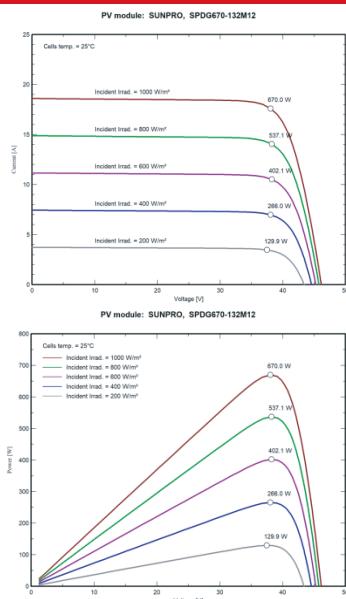 PV module: SUNPRO, SPDG670-132M12
25
Cells temp. = 25°C
20
Incident Irrad. = 1000 W/m²
670.0 W
15
Incident Irrad. = 800 W/m²
537.1 W
Current [A]
Incident Irrad. = 600 W/m²
402.1 W
10
Incident Irrad. = 400 W/m²
266.0 W
5
Incident Irrad. = 200 W/m²
129.9 W
0
0 10 20 30 40 50
Voltage [V]
PV module: SUNPRO, SPDG670-132M12
800
Cells temp. = 25°C
Incident Irrad. = 1000 W/m²
Incident Irrad. = 800 W/m²
Incident Irrad. = 600 W/m²
Incident Irrad. = 400 W/m²
Incident Irrad. = 200 W/m²
700
670.0 W
600
537.1 W
500
Power [W]
402.1 W
400
300
266.0 W
200
129.9 W
100
0
0 10 20 30 40 50